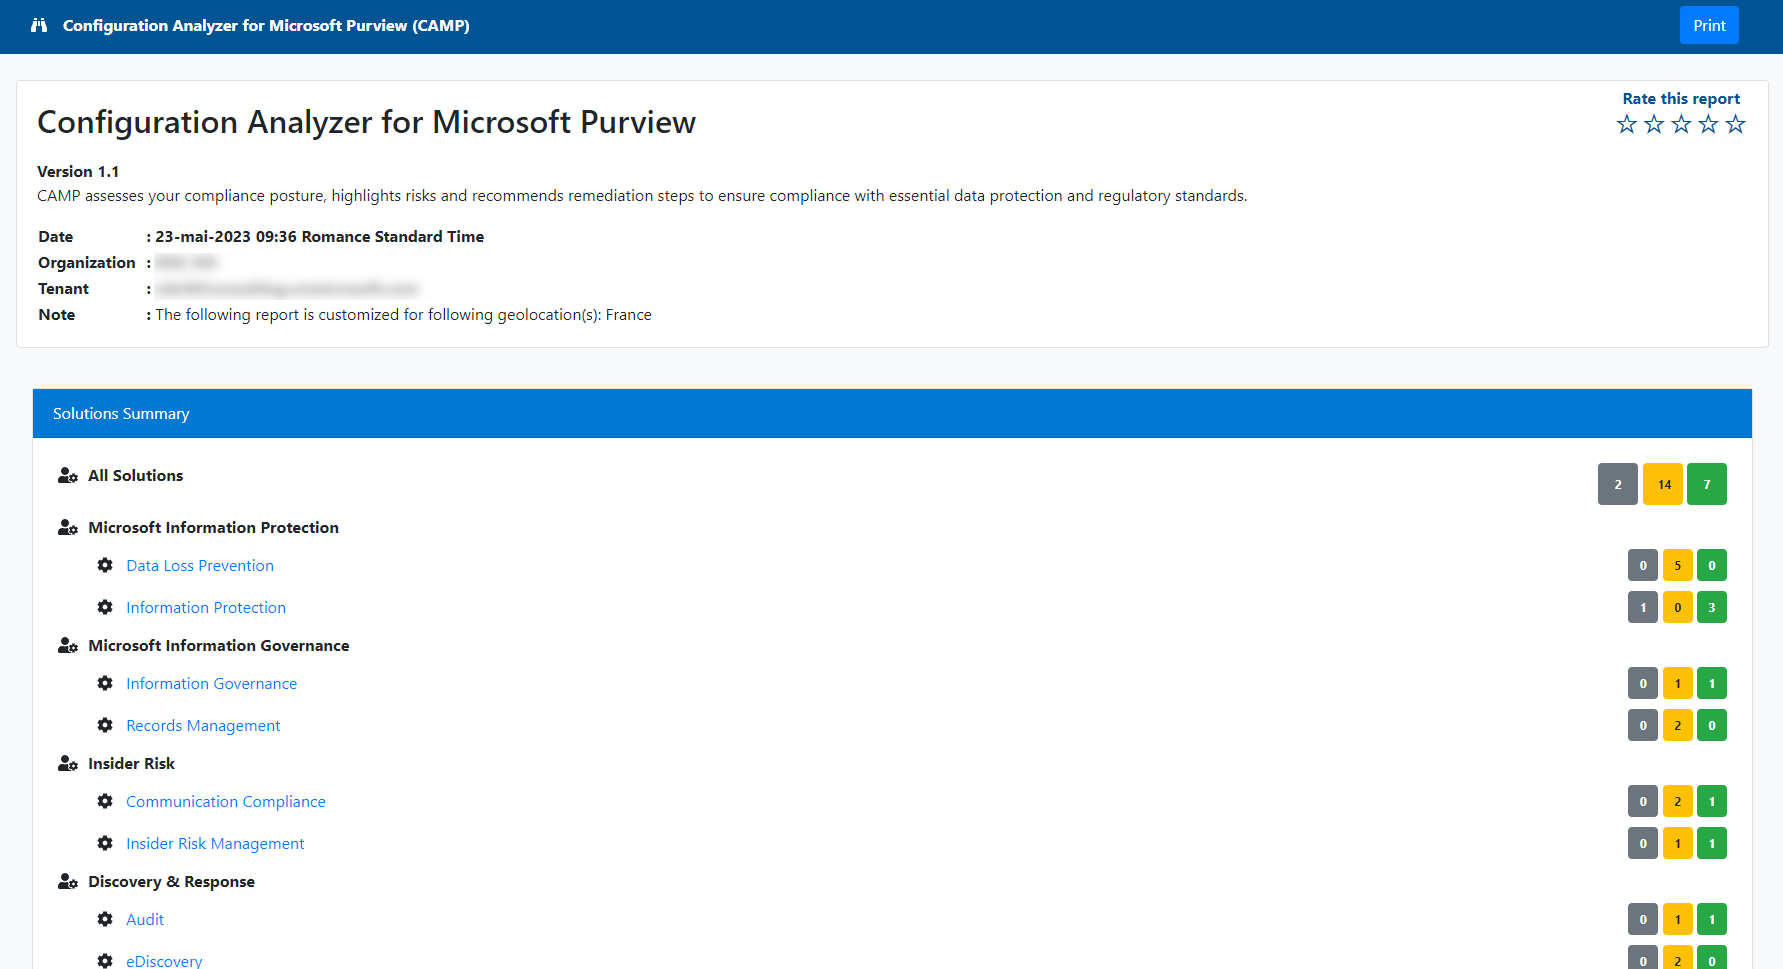 Configuration Analyzer for Microsoft Purview (CAMP)
Print
Configuration Analyzer for Microsoft Purview
Rate this report
Version 1.1
CAMP assesses your compliance posture, highlights risks and recommends remediation steps to ensure compliance with essential data protection and regulatory standards.
Date : 23-mai-2023 09:36 Romance Standard Time
Organization :
Tenant :
Note : The following report is customized for following geolocation(s): France
Solutions Summary
All Solutions 2 14 7
Microsoft Information Protection
Data Loss Prevention 0 5 0
Information Protection 1 0 3
Microsoft Information Governance
Information Governance 0 1 1
Records Management 0 2 0
Insider Risk
Communication Compliance 0 2 1
Insider Risk Management 0 1 1
Discovery & Response
Audit 0 1 1
eDiscovery 0 2 0